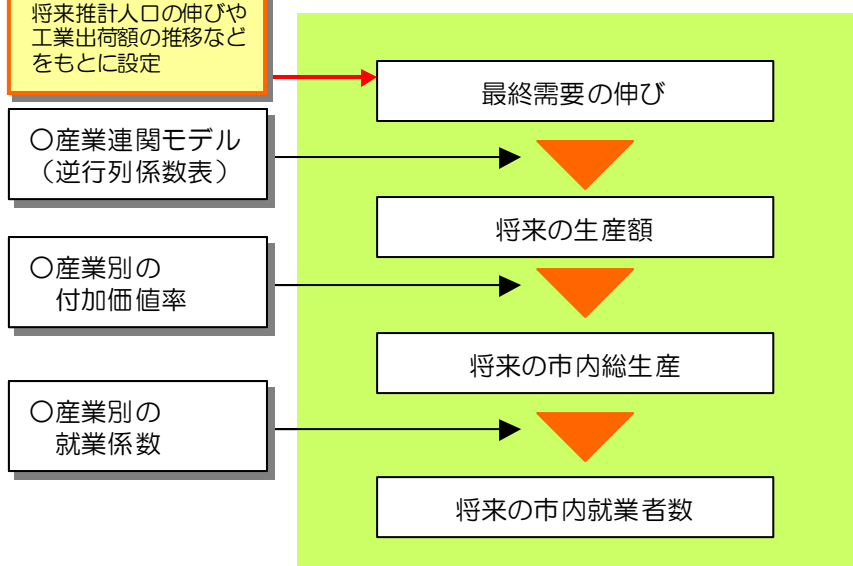 将来推計人口の伸びや
工業出荷額の推移など
をもとに設定
最終需要の伸び
〇産業連関モデル
（逆行列係数表）
将来の生産額
〇産業別の
付加価値率
将来の市内総生産
〇産業別の
就業係数
将来の市内就業者数